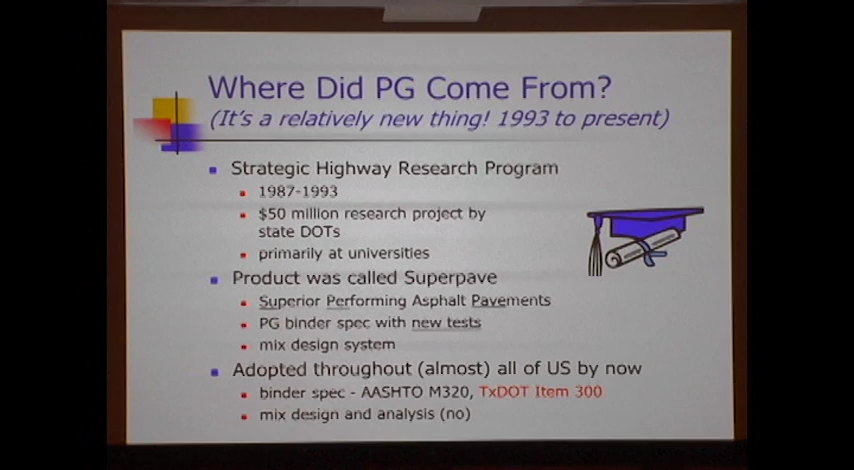 Where Did PG Come From?
(It's a relatively new thing! 1993 to present)
Strategic Highway Research Program
1987-1993
$50 million research project by
state DOTs
primarily at universities
Product was called Superpave
Superior Performing Asphalt Pavements
PG binder spec with new tests
mix design system
Adopted throughout (almost) all of US by now
binder spec - AASHTO M320, TxDOT Item 300
mix design and analysis (no)